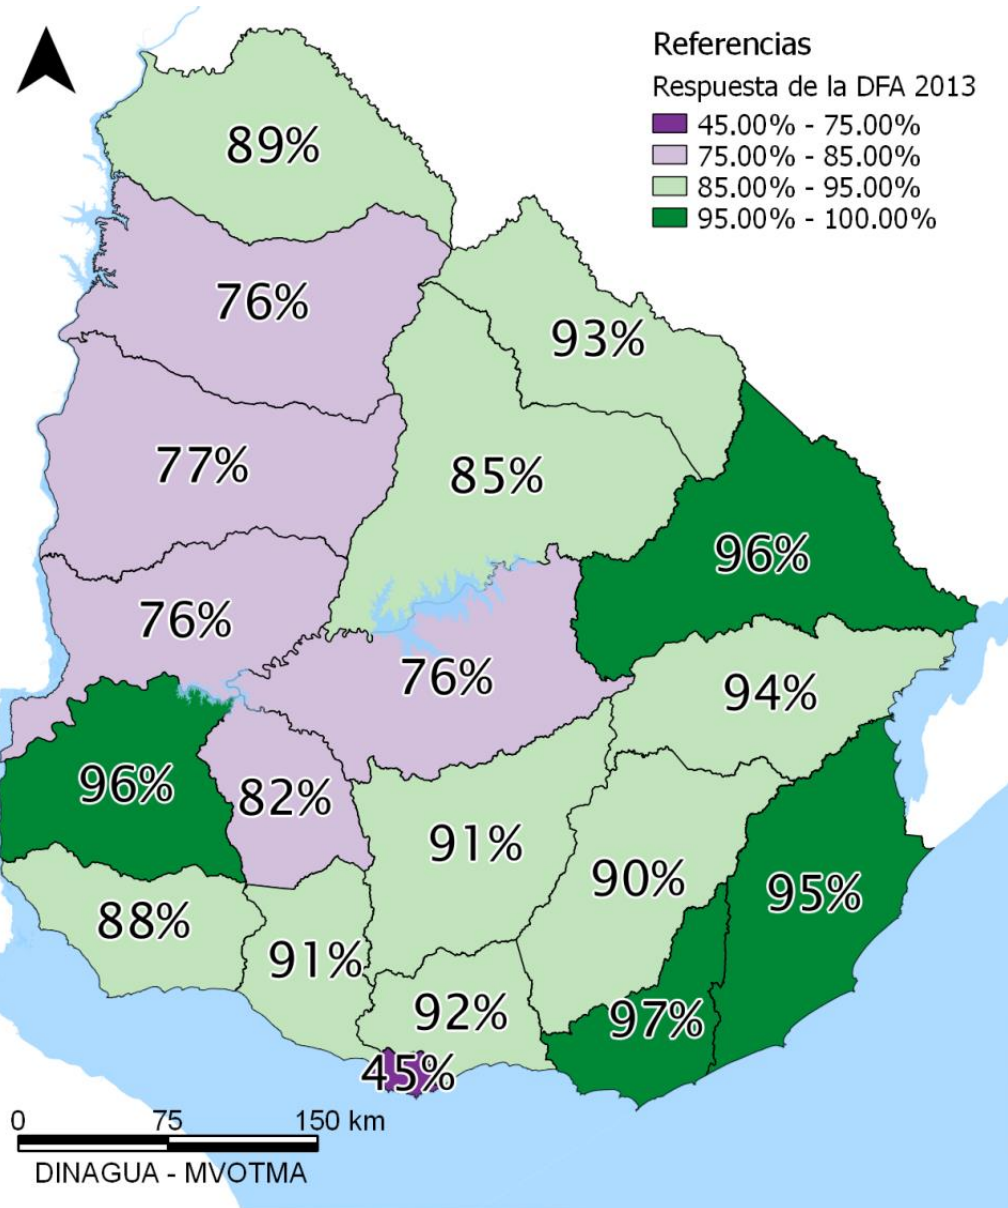 Referencias
Respuesta de la DFA 2013
45.00% - 75.00%
75.00% - 85.00%
85.00% - 95.00%
95.00% - 100.00%
89%
76%
93%
77%
85%
96%
76%
76%
94%
96%
82%
91%
90%
95%
88%
91%
92%
97%
45%
0 75 150 km
DINAGUA - MVOTMA